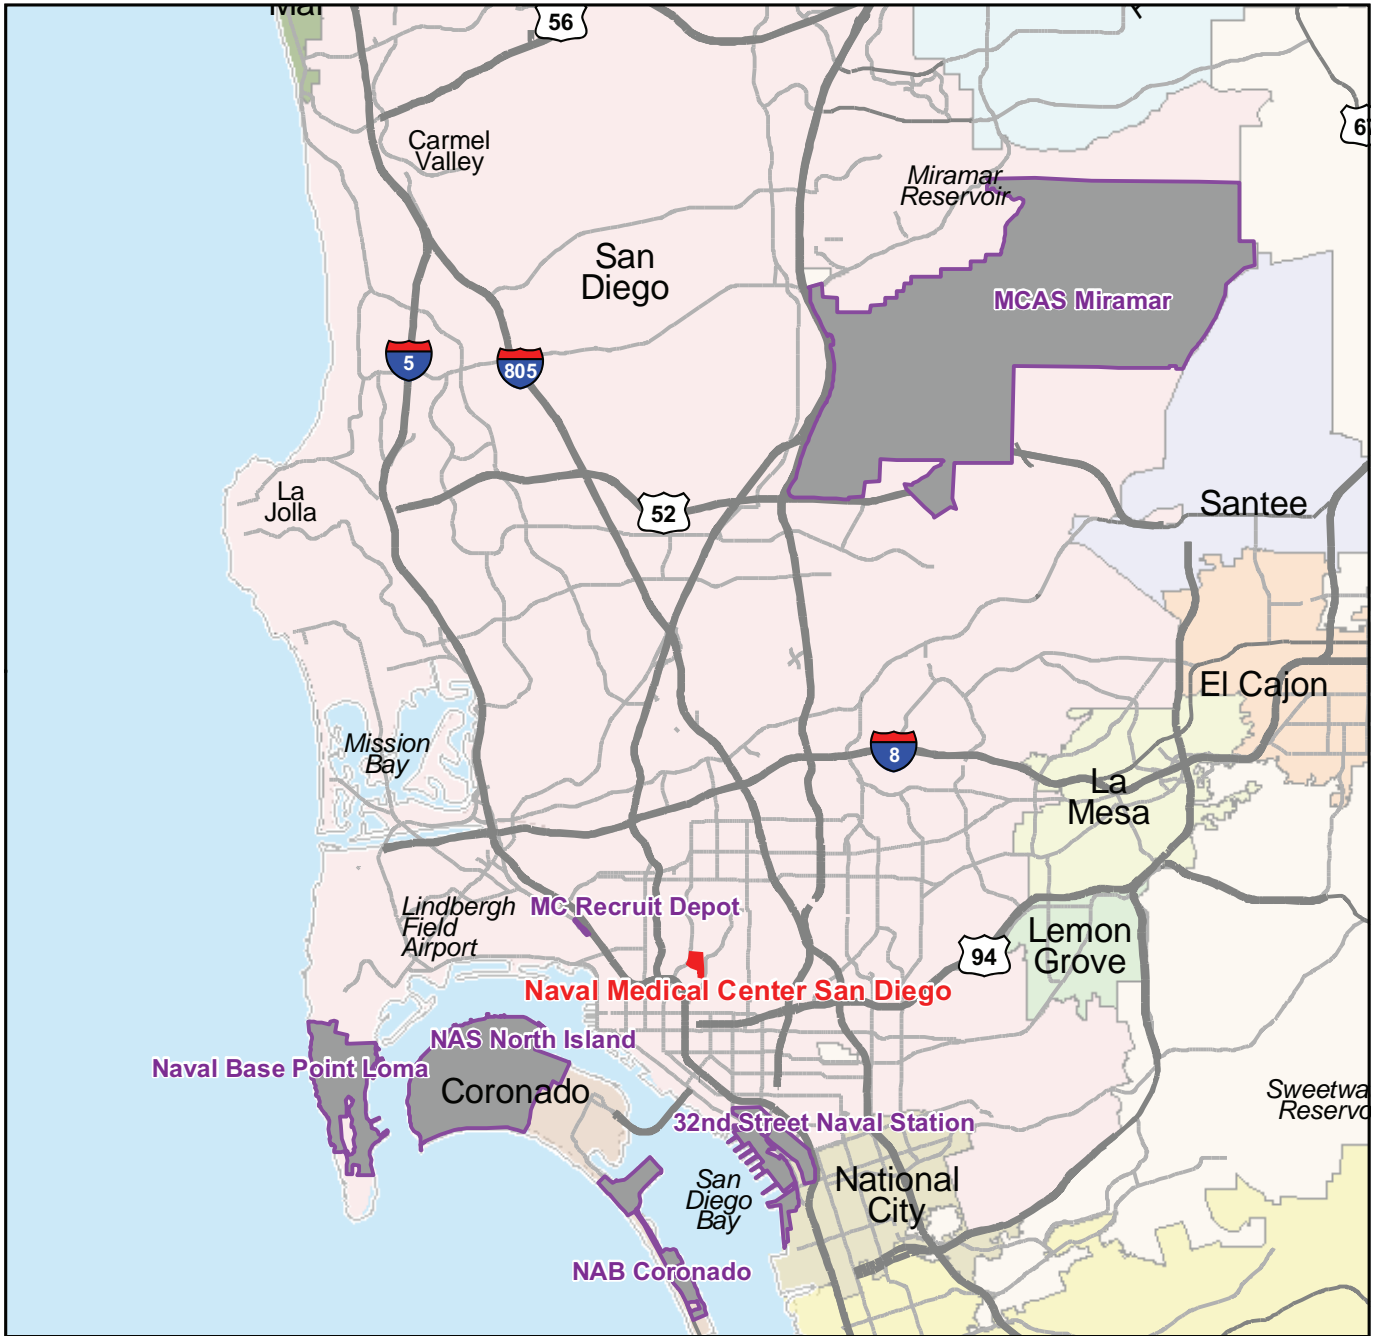 56
Carmel
Valley
Miramar
Reservoir
San
Diego
MCAS Miramar
5
805
La
Jolla
52
Santee
El Cajon
Mission
Bay
8
La
Mesa
Lindbergh
Field
Airport
MC Recruit Depot
Lemon
Grove
94
Naval Medical Center San Diego
NAS North Island
Naval Base Point Loma
Coronado
Sweetwa
Reservo
32nd Street Naval Station
San
Diego
Bay
National
City
NAB Coronado